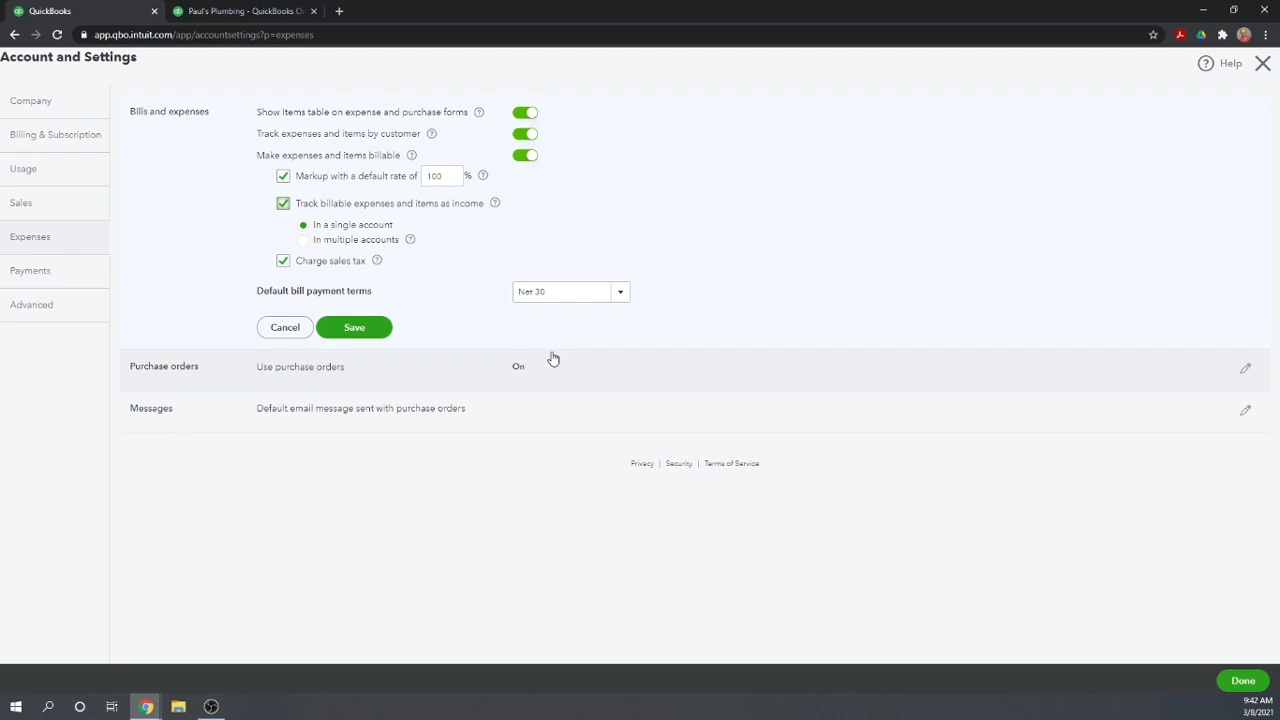 QuickBooks
Paul's Plumbing - QuickBooks O
app.qbo.intuit.com/app/accountsettings?p=expenses
Account and Settings
? Help
Company
Billing & Subscription
Usage
Sales
Expenses
Payments
Advanced
Bills and expenses
Show Items table on expense and purchase forms ?
Track expenses and items by customer ?
Make expenses and items billable ?
Markup with a default rate of 100 % ?
Track billable expenses and items as income ?
In a single account
In multiple accounts ?
Charge sales tax ?
Default bill payment terms Net 30
Cancel Save
Purchase orders Use purchase orders On
Messages Default email message sent with purchase orders
Privacy | Security | Terms of Service
Done
9:42 AM
3/8/2021